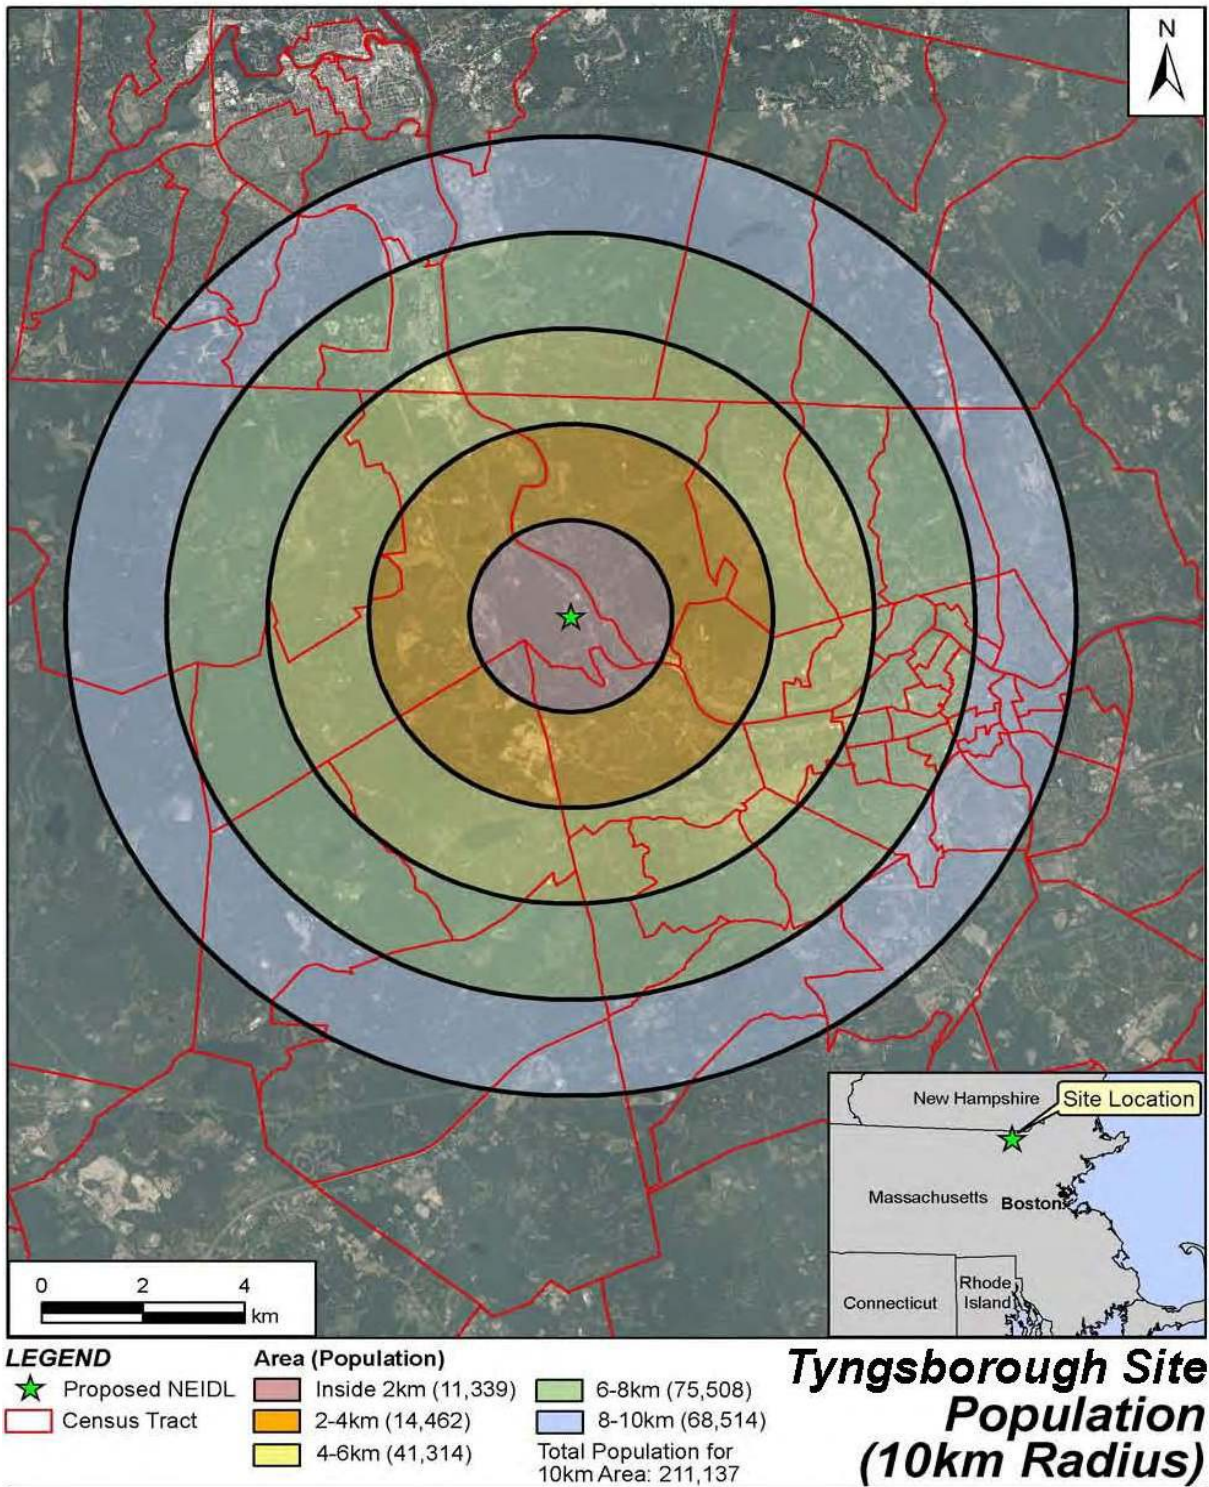 N
New Hampshire
Site Location
Massachusetts
Boston
Rhode
Island
Connecticut
0 2 4
km
LEGEND
Proposed NEIDL
Census Tract
Area (Population)
Inside 2km (11,339)
2-4km (14,462)
4-6km (41,314)
6-8km (75,508)
8-10km (68,514)
Total Population for
10km Area: 211,137
Tyngsborough Site
Population
(10km Radius)